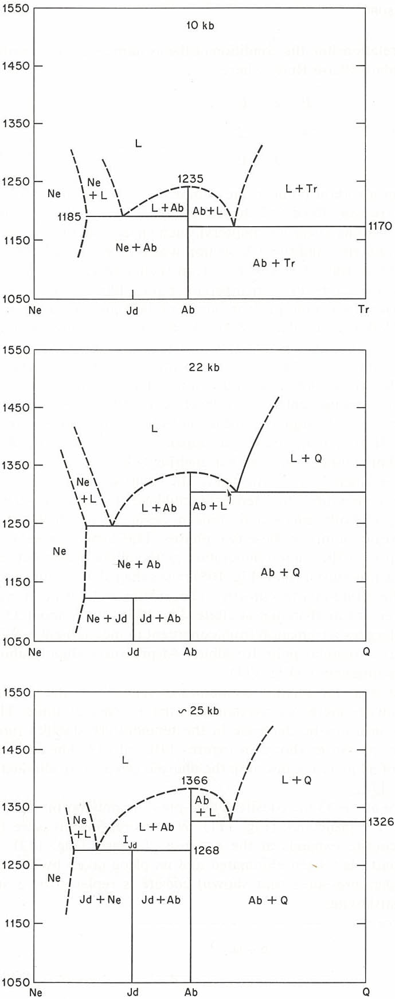 1550
10 kb
1450
1350
L
1250
1235
Ne
Ne
+ L
L + Tr
L + Ab
Ab + L
1185
1170
1150
Ne + Ab
Ab + Tr
1050
Ne
Jd
Ab
Tr
1550
22 kb
1450
L
1350
L + Q
Ne
+ L
L + Ab
Ab + L
1250
Ne
Ne + Ab
Ab + Q
1150
Ne + Jd
Jd + Ab
1050
Ne
Jd
Ab
Q
1550
~ 25 kb
1450
L
1366
L + Q
1350
Ab
+ L
Ne
+ L
L + Ab
1326
IJd
1268
1250
Ne
Jd + Ne
Jd + Ab
Ab + Q
1150
1050
Ne
Jd
Ab
Q